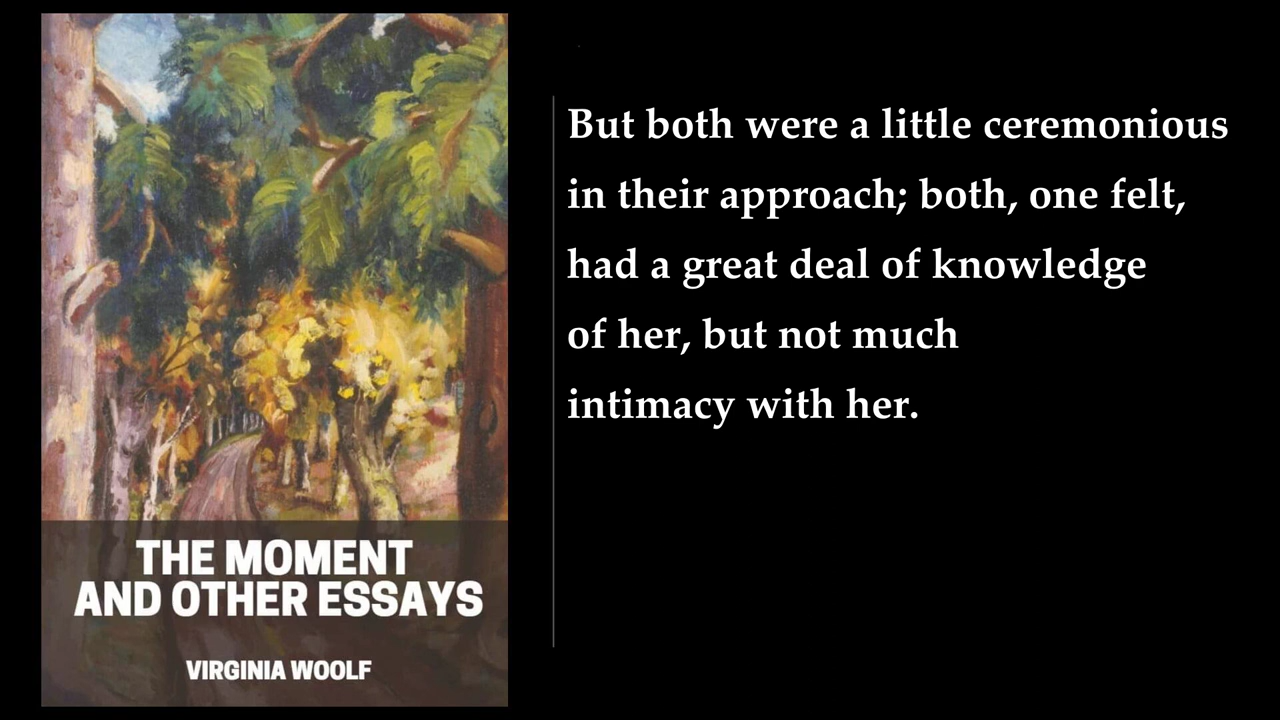 THE MOMENT
AND OTHER ESSAYS
VIRGINIA WOOLF
But both were a little ceremonious
in their approach; both, one felt,
had a great deal of knowledge
of her, but not much
intimacy with her.